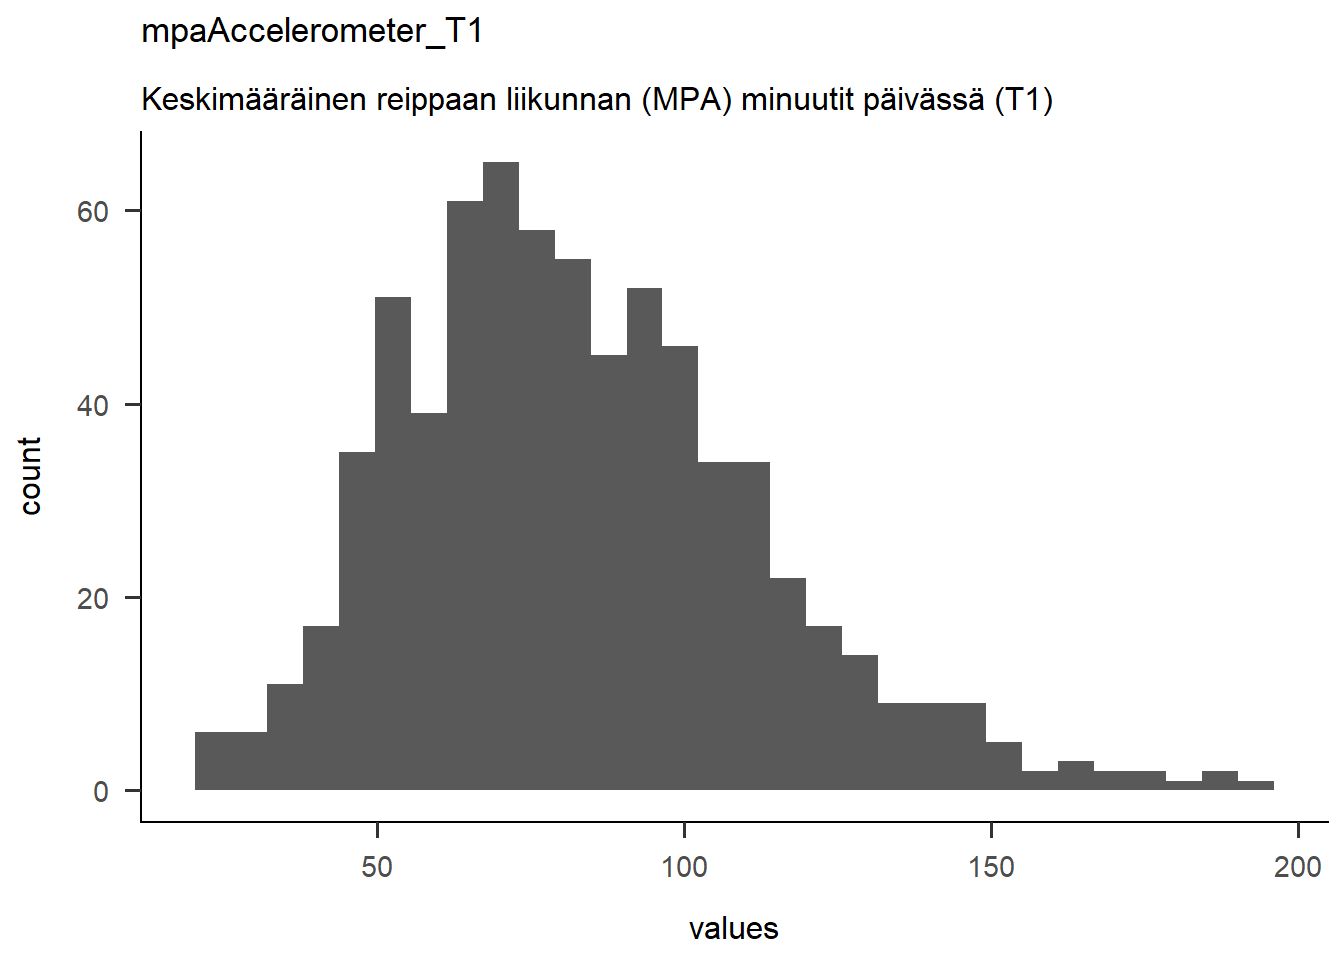 mpaAccelerometer_T1
Keskimääräinen reippaan liikunnan (MPA) minuutit päivässä (T1)
60
40
20
0
count
50 100 150 200
values